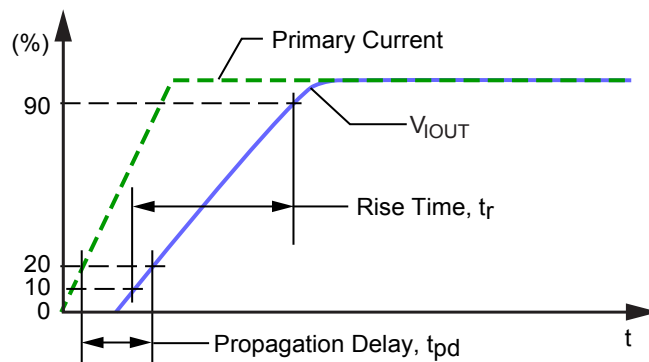 (%)
Primary Current
90
VIOUT
Rise Time, tr
20
10
0
t
Propagation Delay, tpd